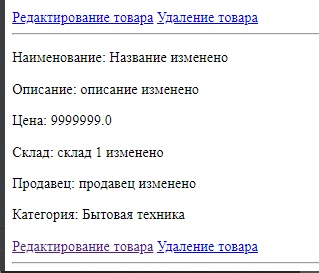 Редактирование товара Удаление товара
Наименование: Название изменено
Описание: описание изменено
Цена: 9999999.0
Склад: склад 1 изменено
Продавец: продавец изменено
Категория: Бытовая техника
Редактирование товара Удаление товара